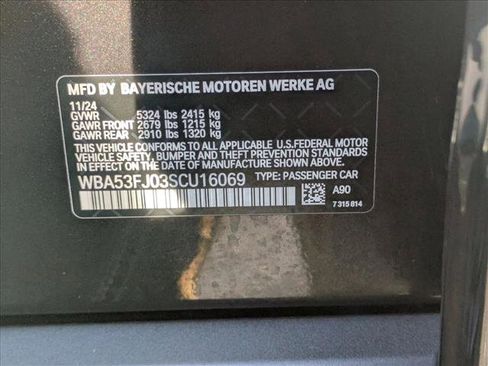 MFD BY BAYERISCHE MOTOREN WERKE AG
11/24
GVWR 5324 lbs 2415 kg
GAWR FRONT 2679 lbs 1215 kg
GAWR REAR 2910 lbs 1320 kg
THIS VEHICLE CONFORMS TO ALL APPLICABLE U.S.FEDERAL MOTOR
VEHICLE SAFETY, BUMPER AND THEFT PREVENTION STANDARDS
IN EFFECT ON THE DATE OF MANUFACTURE SHOWN ABOVE.
WBA53FJ03SCU16069 TYPE: PASSENGER CAR
A90
7 315 814